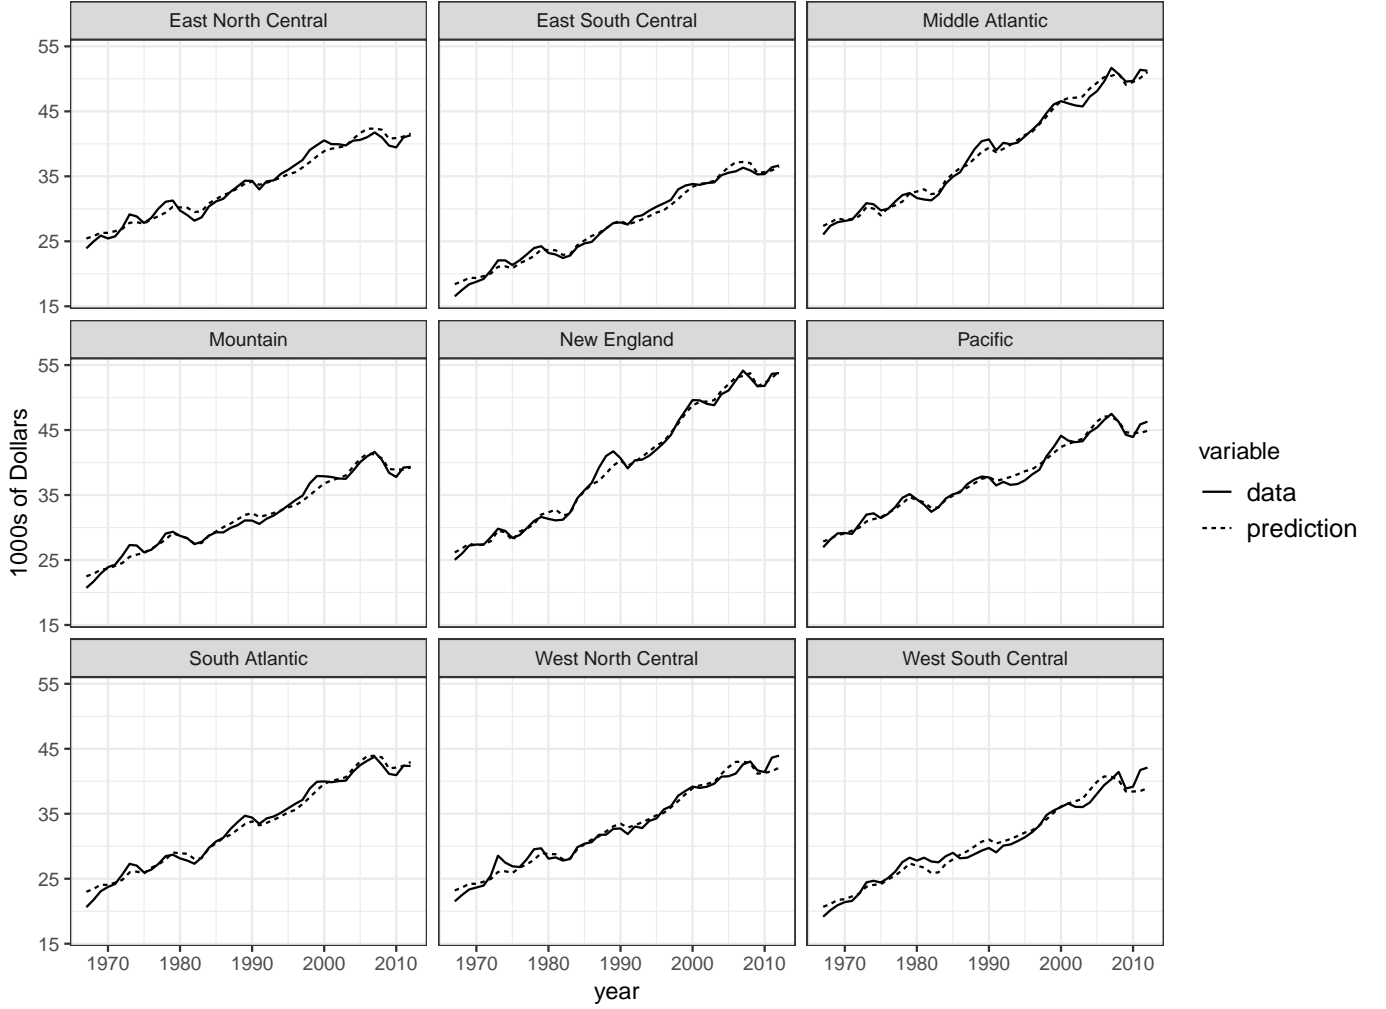 East North Central
East South Central
Middle Atlantic
55
45
35
25
15
Mountain
New England
Pacific
55
45
35
25
15
1000s of Dollars
variable
data
prediction
South Atlantic
West North Central
West South Central
55
45
35
25
15
1970 1980 1990 2000 2010
1970 1980 1990 2000 2010
1970 1980 1990 2000 2010
year